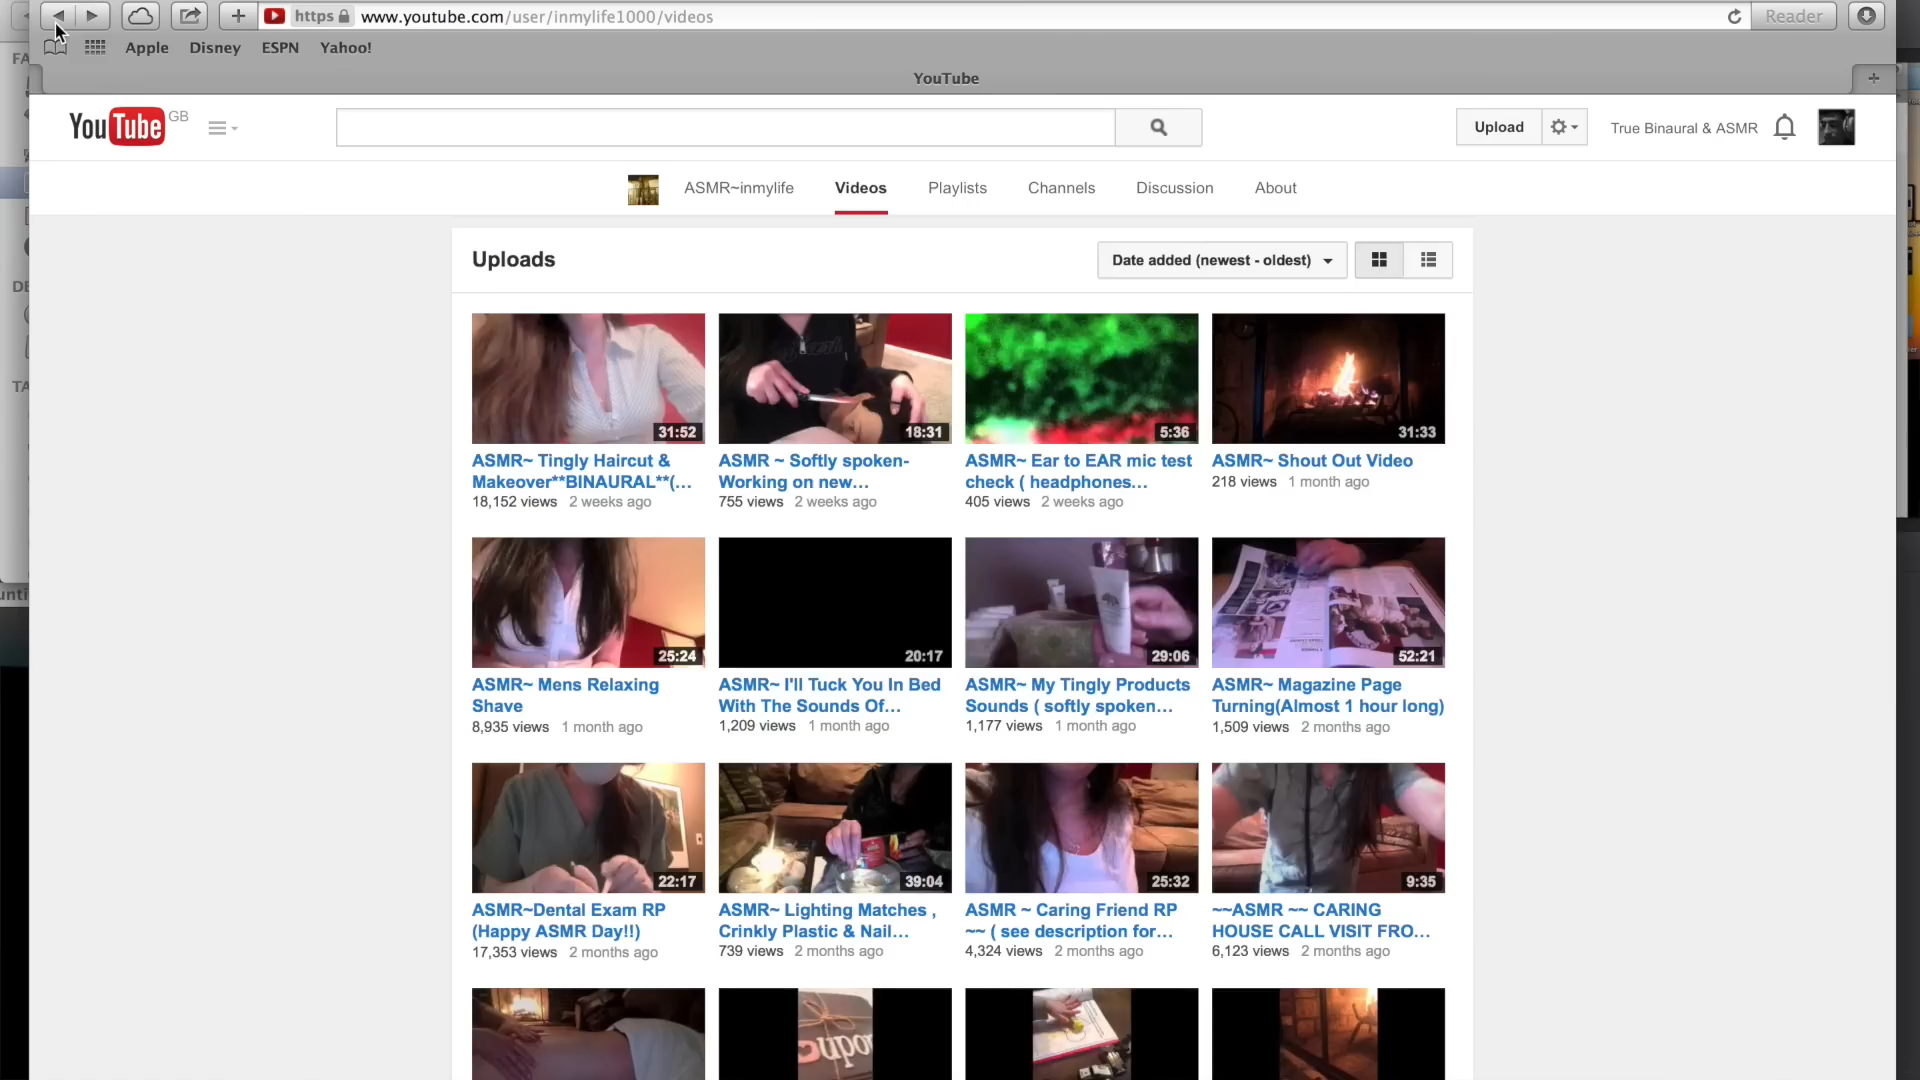 https www.youtube.com/user/inmylife1000/videos
Reader
Apple Disney ESPN Yahoo!
YouTube
YouTube GB
Upload
True Binaural & ASMR
ASMR~inmylife Videos Playlists Channels Discussion About
Uploads
Date added (newest - oldest)
31:52
18:31
5:36
31:33
ASMR~ Tingly Haircut &
Makeover**BINAURAL**(...
18,152 views 2 weeks ago
ASMR ~ Softly spoken-
Working on new...
755 views 2 weeks ago
ASMR~ Ear to EAR mic test
check ( headphones...
405 views 2 weeks ago
ASMR~ Shout Out Video
218 views 1 month ago
25:24
20:17
29:06
52:21
ASMR~ Mens Relaxing
Shave
8,935 views 1 month ago
ASMR~ I'll Tuck You In Bed
With The Sounds Of...
1,209 views 1 month ago
ASMR~ My Tingly Products
Sounds ( softly spoken...
1,177 views 1 month ago
ASMR~ Magazine Page
Turning(Almost 1 hour long)
1,509 views 2 months ago
22:17
39:04
25:32
9:35
ASMR~Dental Exam RP
(Happy ASMR Day!!)
17,353 views 2 months ago
ASMR~ Lighting Matches ,
Crinkly Plastic & Nail...
739 views 2 months ago
ASMR ~ Caring Friend RP
~~ ( see description for...
4,324 views 2 months ago
~~ASMR ~~ CARING
HOUSE CALL VISIT FRO...
6,123 views 2 months ago